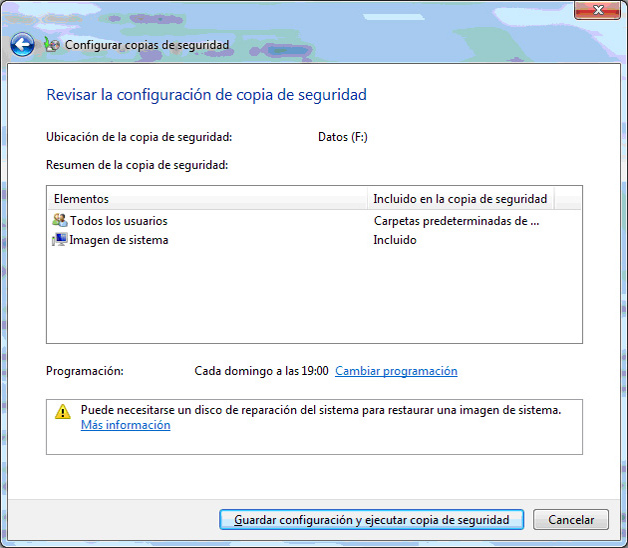 Configurar copias de seguridad
Revisar la configuración de copia de seguridad
Ubicación de la copia de seguridad: Datos (F:)
Resumen de la copia de seguridad:
Elementos Incluido en la copia de seguridad
Todos los usuarios Carpetas predeterminadas de ...
Imagen de sistema Incluido
Programación: Cada domingo a las 19:00 Cambiar programación
Puede necesitarse un disco de reparación del sistema para restaurar una imagen de sistema.
Más información
Guardar configuración y ejecutar copia de seguridad Cancelar